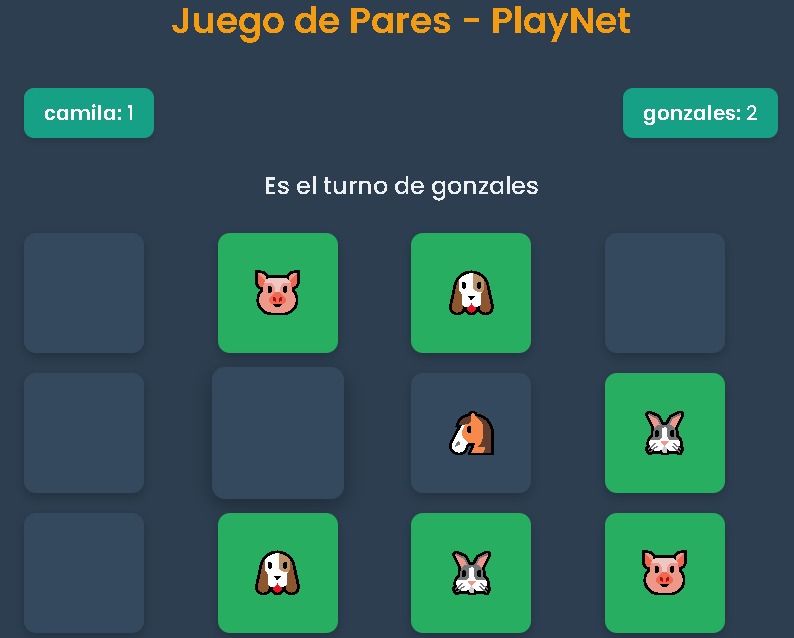 Juego de Pares - PlayNet
camila: 1
gonzales: 2
Es el turno de gonzales